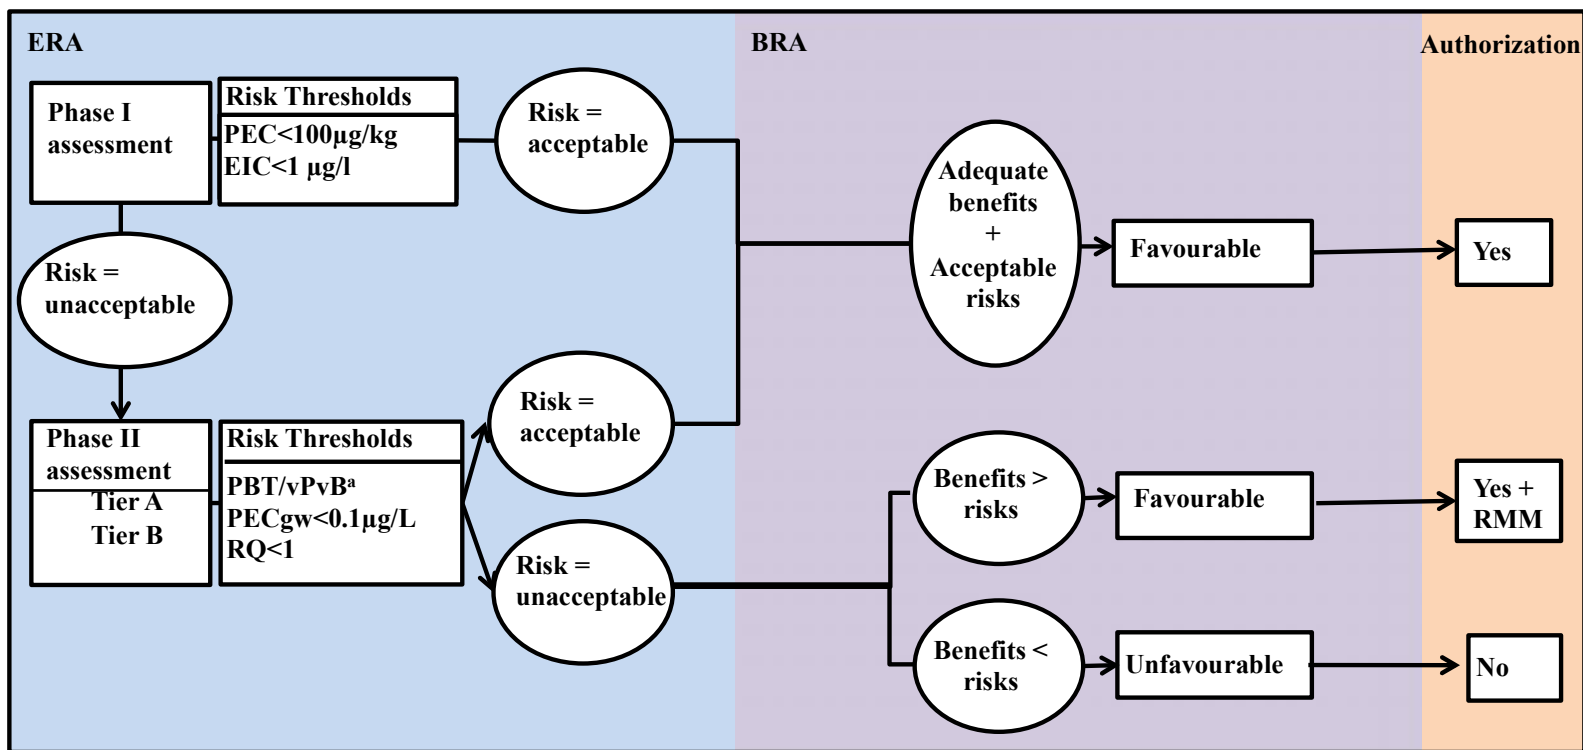 ERA
BRA
Authorization
Phase I
assessment
Risk Thresholds
PEC<100µg/kg
EIC<1 µg/l
Risk =
acceptable
Adequate
benefits
+
Acceptable
risks
Favourable
Yes
Risk =
unacceptable
Phase II
assessment
Tier A
Tier B
Risk Thresholds
PBT/vPvBᵃ
PECgw<0.1µg/L
RQ<1
Risk =
acceptable
Risk =
unacceptable
Benefits >
risks
Favourable
Yes +
RMM
Benefits <
risks
Unfavourable
No